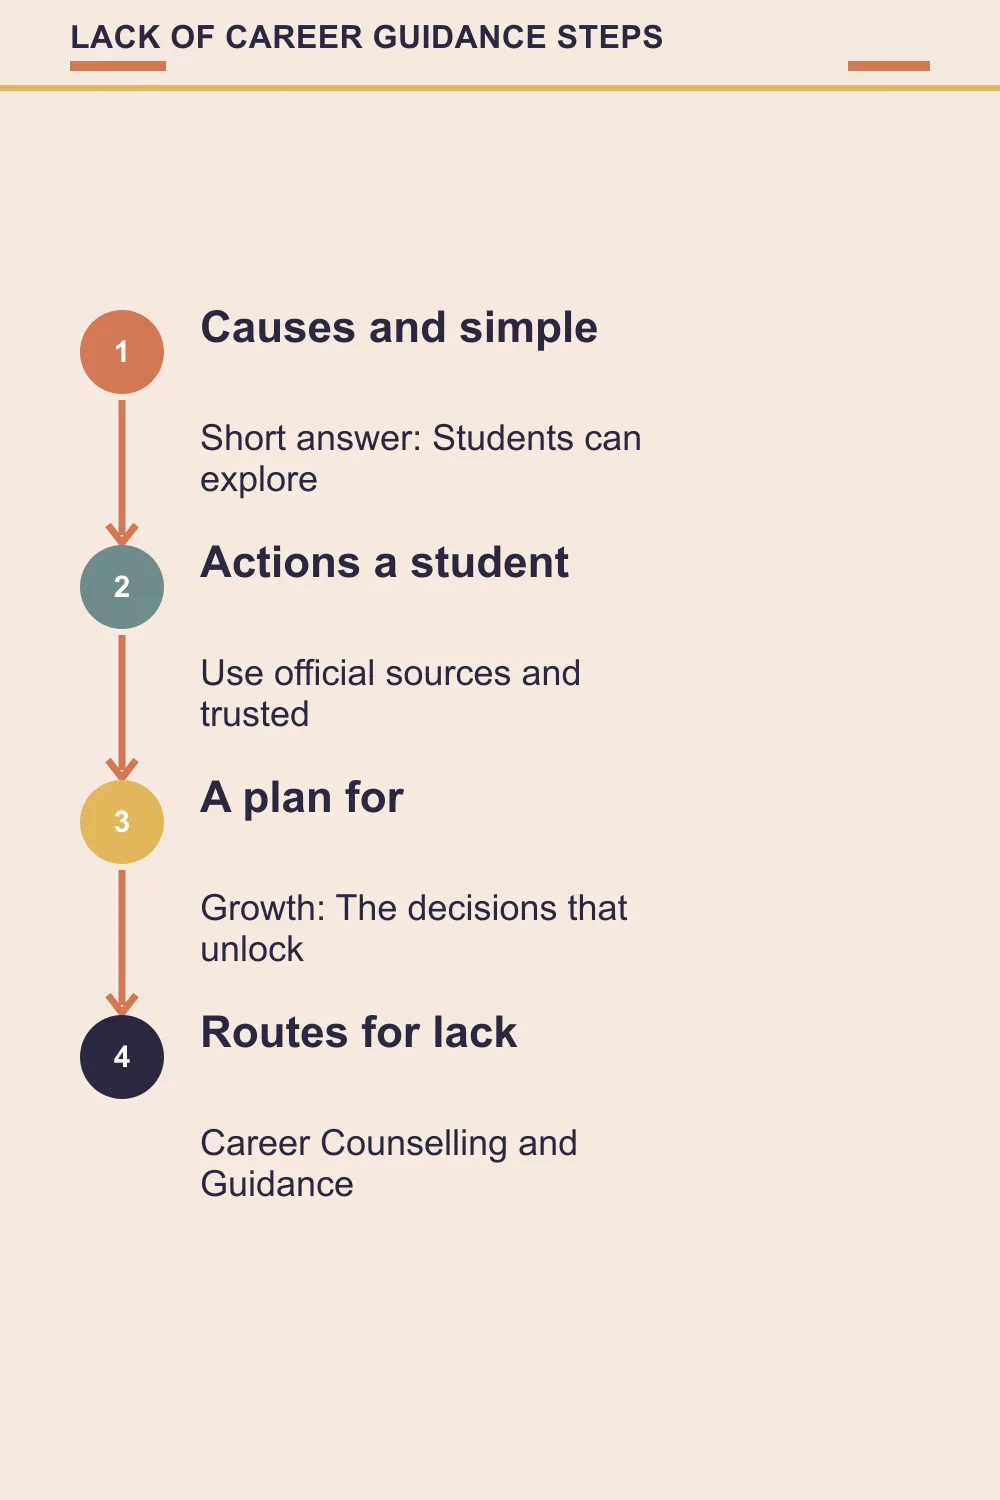 LACK OF CAREER GUIDANCE STEPS
1
Causes and simple
Short answer: Students can
explore
2
Actions a student
Use official sources and
trusted
3
A plan for
Growth: The decisions that
unlock
4
Routes for lack
Career Counselling and
Guidance